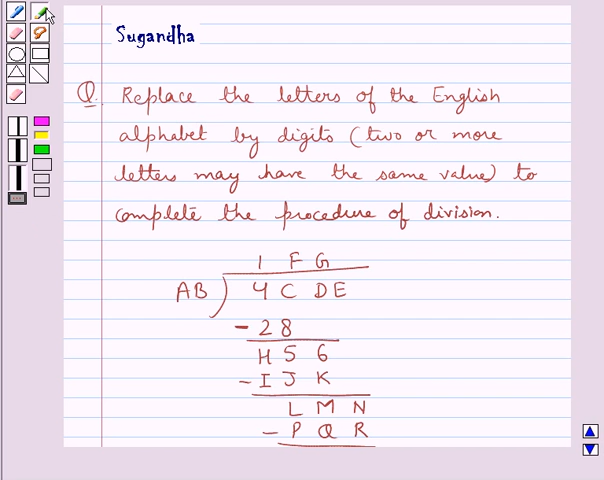 Sugandha
Q. Replace the letters of the English
alphabet by digits (two or more
letters may have the same value) to
complete the procedure of division.
1 F G
AB ) 4 C D E
- 2 8
H 5 6
- I J K
L M N
- P Q R